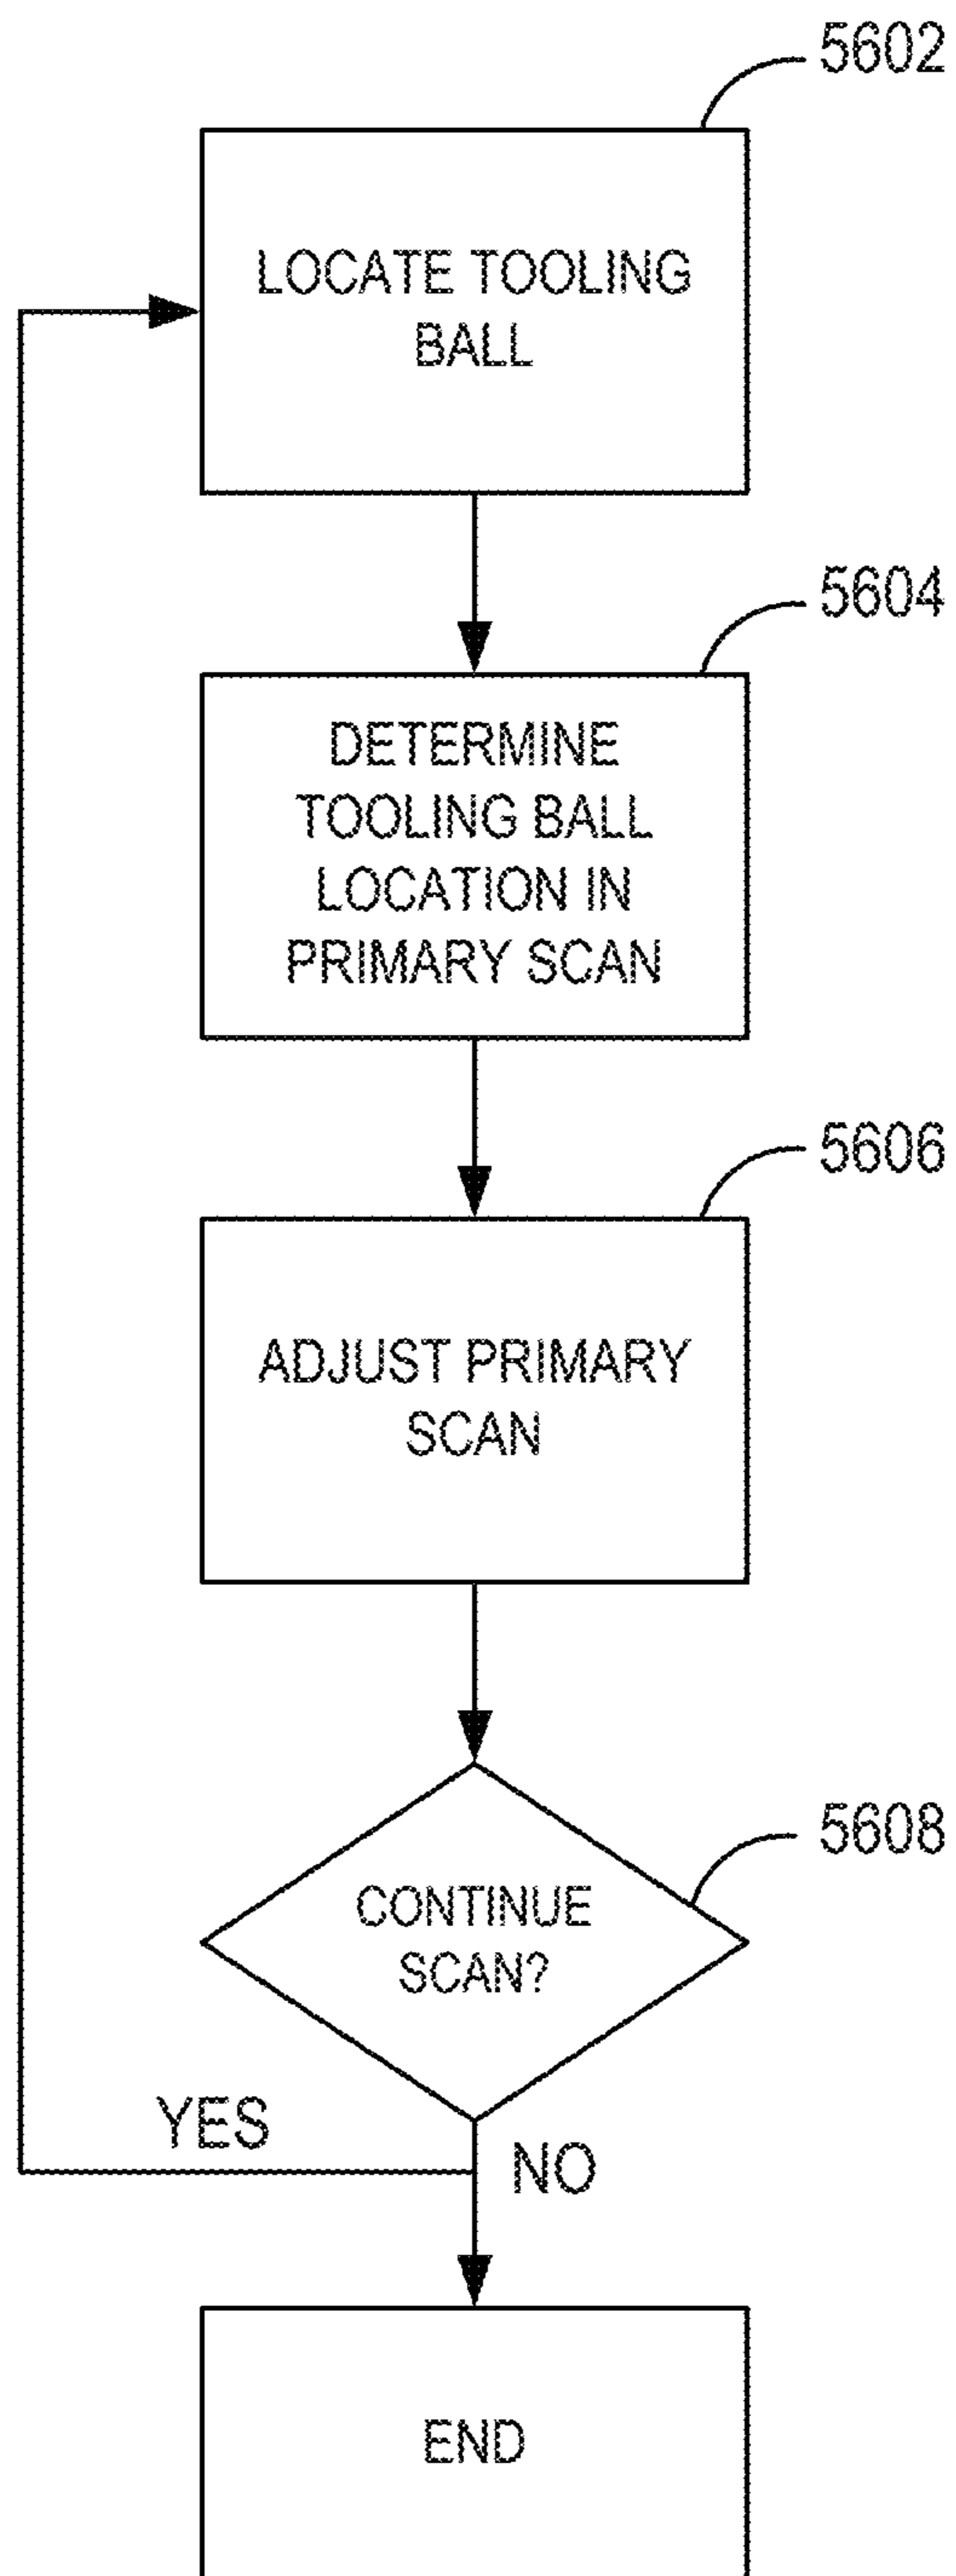 5602
LOCATE TOOLING
BALL
5604
DETERMINE
TOOLING BALL
LOCATION IN
PRIMARY SCAN
5606
ADJUST PRIMARY
SCAN
5608
CONTINUE
SCAN?
YES
NO
END